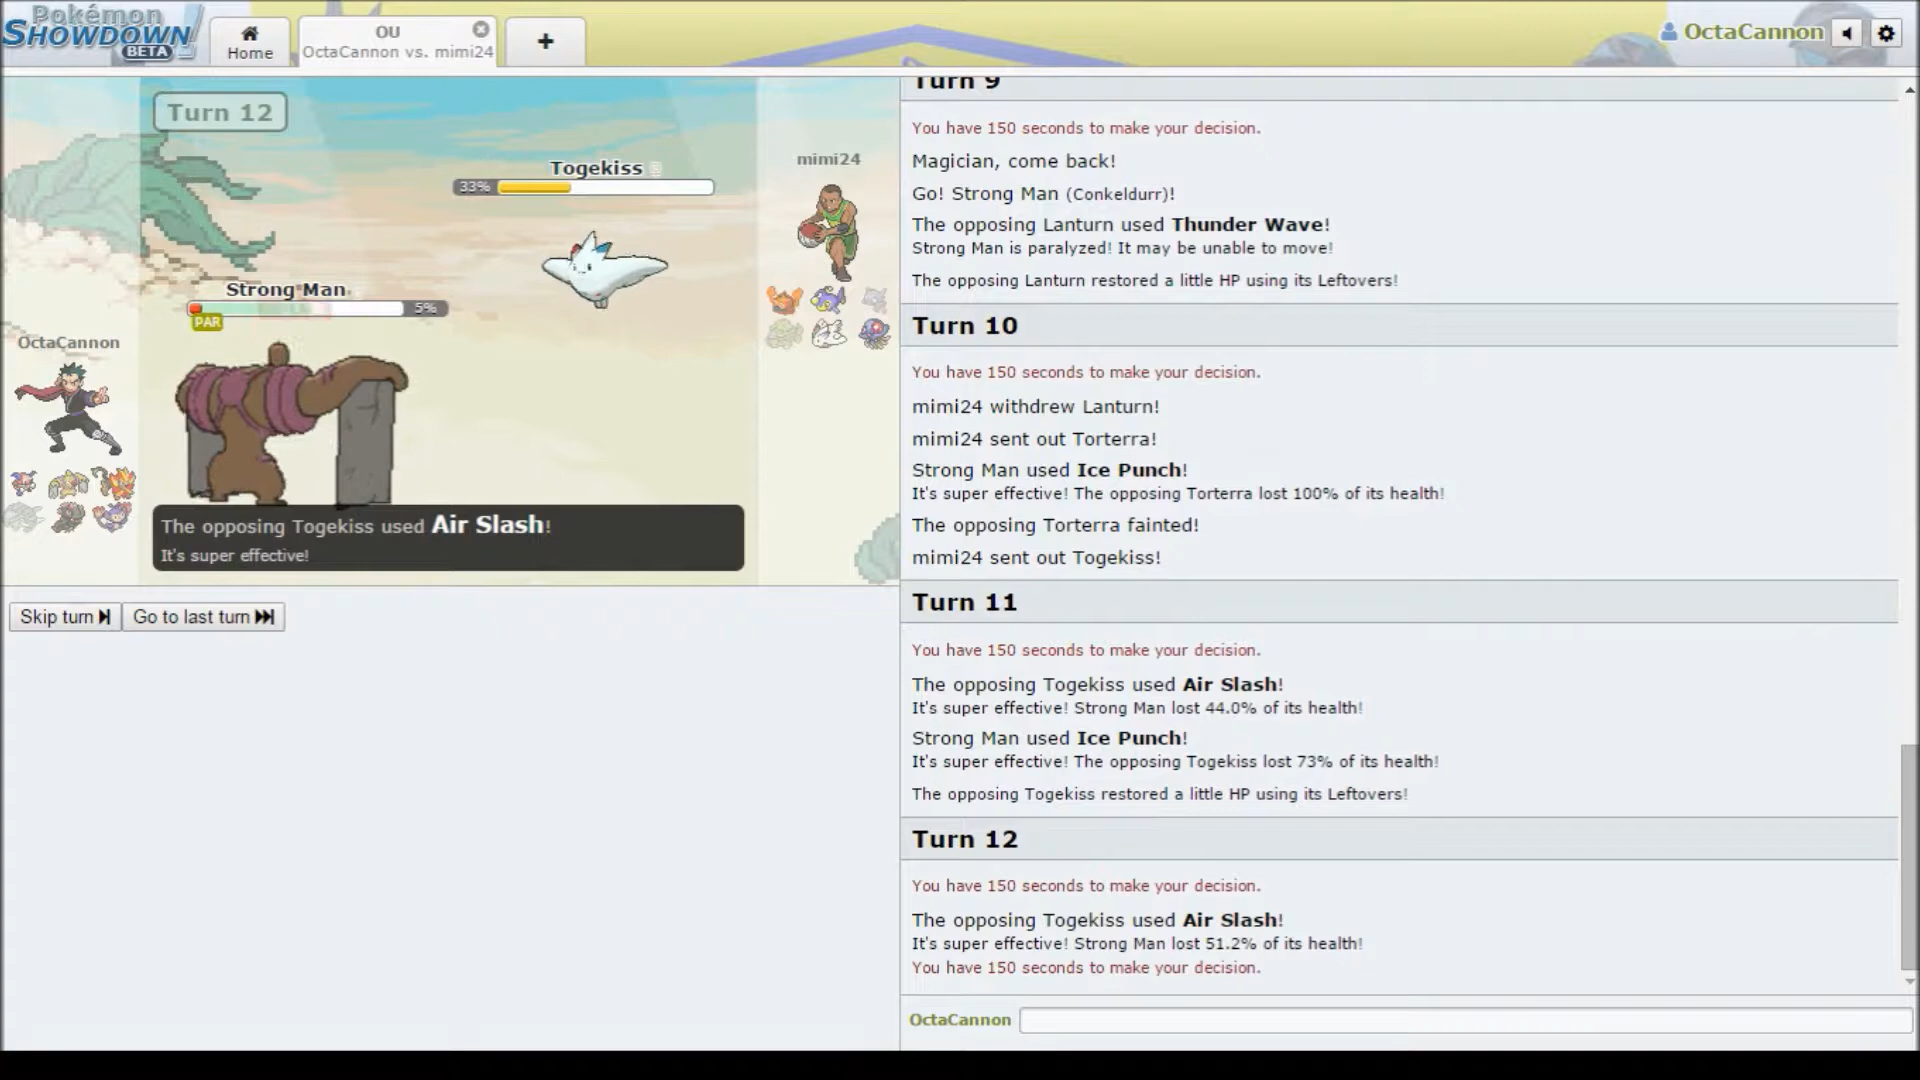 Pokémon
SHOWDOWN
BETA
Home
OU
OctaCannon vs. mimi24
+
OctaCannon
Turn 12
Togekiss
33%
mimi24
Strong Man
5%
PAR
OctaCannon
The opposing Togekiss used Air Slash!
It's super effective!
Skip turn
Go to last turn
Turn 9
You have 150 seconds to make your decision.
Magician, come back!
Go! Strong Man (Conkeldurr)!
The opposing Lanturn used Thunder Wave!
Strong Man is paralyzed! It may be unable to move!
The opposing Lanturn restored a little HP using its Leftovers!
Turn 10
You have 150 seconds to make your decision.
mimi24 withdrew Lanturn!
mimi24 sent out Torterra!
Strong Man used Ice Punch!
It's super effective! The opposing Torterra lost 100% of its health!
The opposing Torterra fainted!
mimi24 sent out Togekiss!
Turn 11
You have 150 seconds to make your decision.
The opposing Togekiss used Air Slash!
It's super effective! Strong Man lost 44.0% of its health!
Strong Man used Ice Punch!
It's super effective! The opposing Togekiss lost 73% of its health!
The opposing Togekiss restored a little HP using its Leftovers!
Turn 12
You have 150 seconds to make your decision.
The opposing Togekiss used Air Slash!
It's super effective! Strong Man lost 51.2% of its health!
You have 150 seconds to make your decision.
OctaCannon